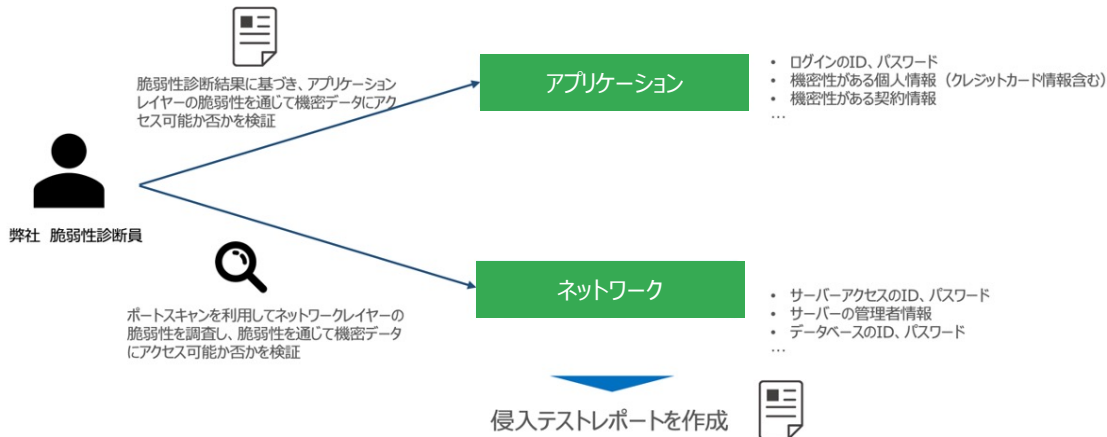 脆弱性診断結果に基づき、アプリケーション
レイヤーの脆弱性を通じて機密データにアク
セス可能か否かを検証
アプリケーション
• ログインのID、パスワード
• 機密性がある個人情報（クレジットカード情報含む）
• 機密性がある契約情報
…
弊社 脆弱性診断員
ポートスキャンを利用してネットワークレイヤーの
脆弱性を調査し、脆弱性を通じて機密データ
にアクセス可能か否かを検証
ネットワーク
• サーバーアクセスのID、パスワード
• サーバーの管理者情報
• データベースのID、パスワード
…
侵入テストレポートを作成